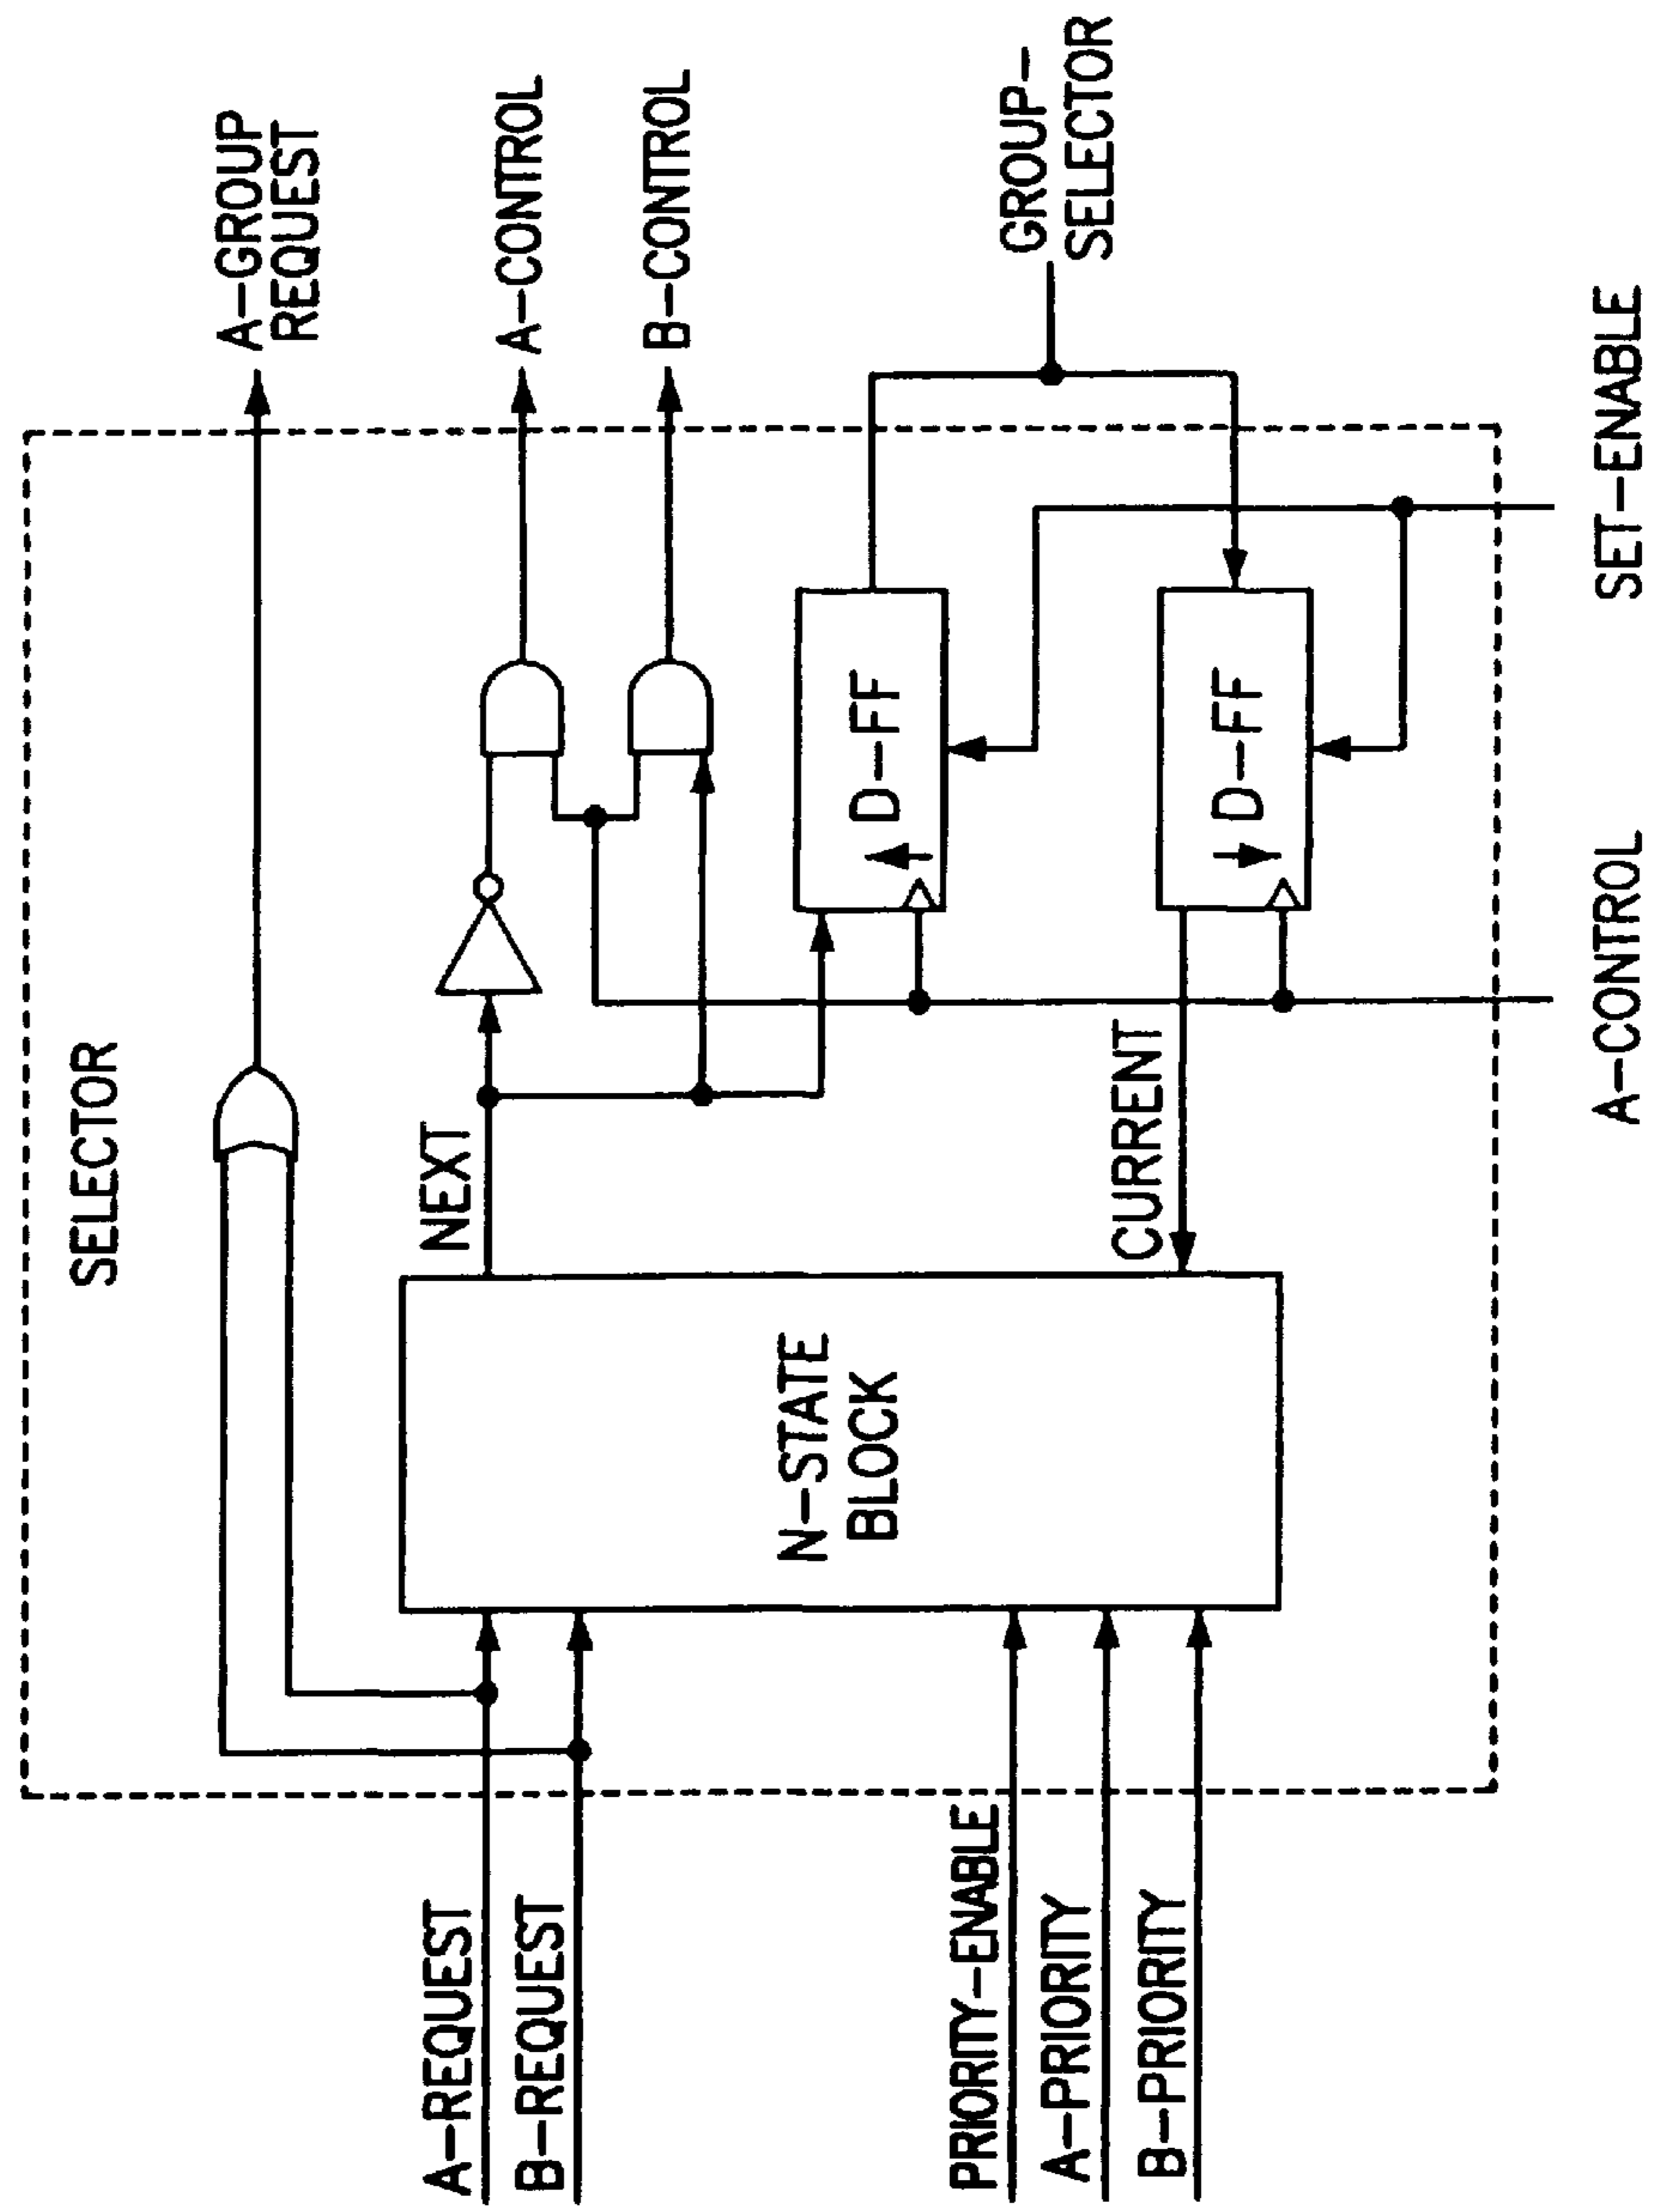 SELECTOR
A-REQUEST
B-REQUEST
PRIORITY-ENABLE
A-PRIORITY
B-PRIORITY
N-STATE
BLOCK
NEXT
CURRENT
D-FF
D-FF
A-GROUP
REQUEST
A-CONTROL
B-CONTROL
GROUP-
SELECTOR
A-CONTROL
SET-ENABLE